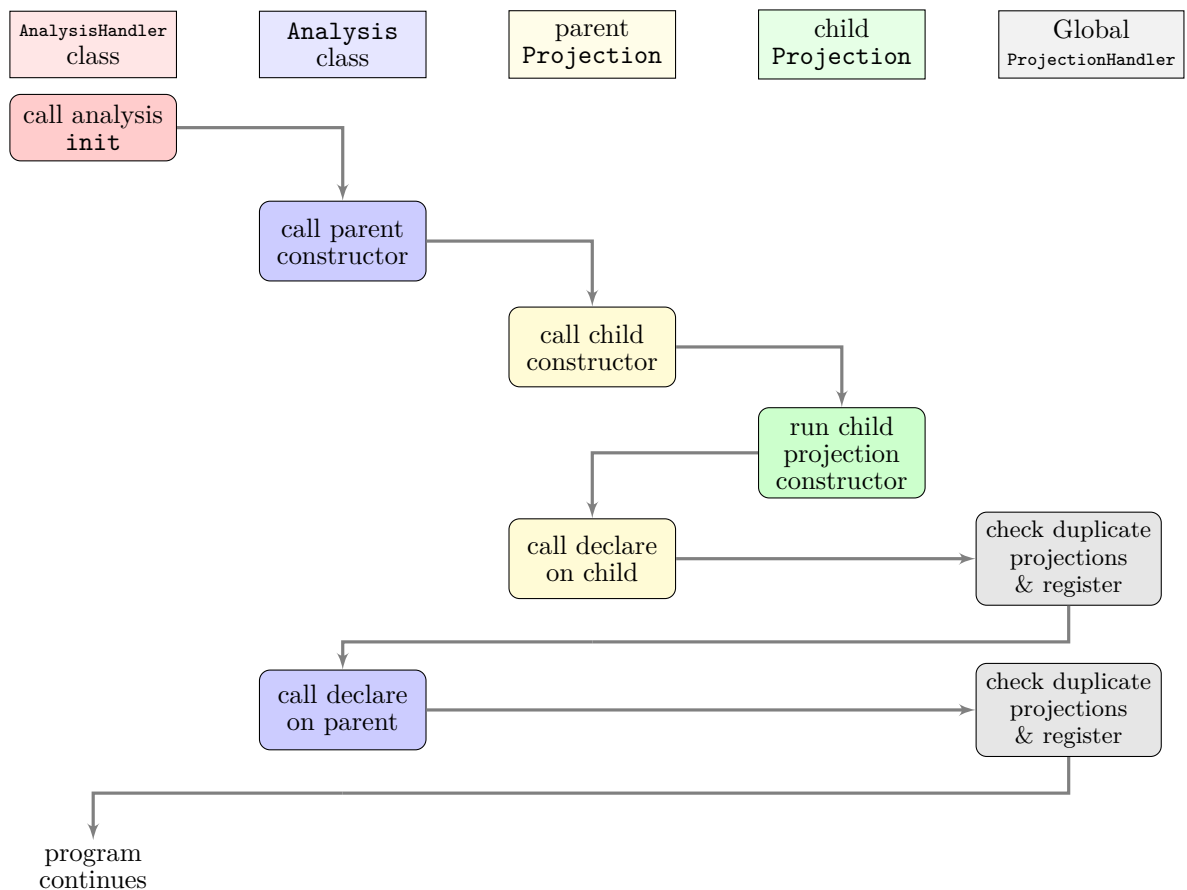 AnalysisHandler
class
Analysis
class
parent
Projection
child
Projection
Global
ProjectionHandler
call analysis
init
call parent
constructor
call child
constructor
run child
projection
constructor
call declare
on child
check duplicate
projections
& register
call declare
on parent
check duplicate
projections
& register
program
continues